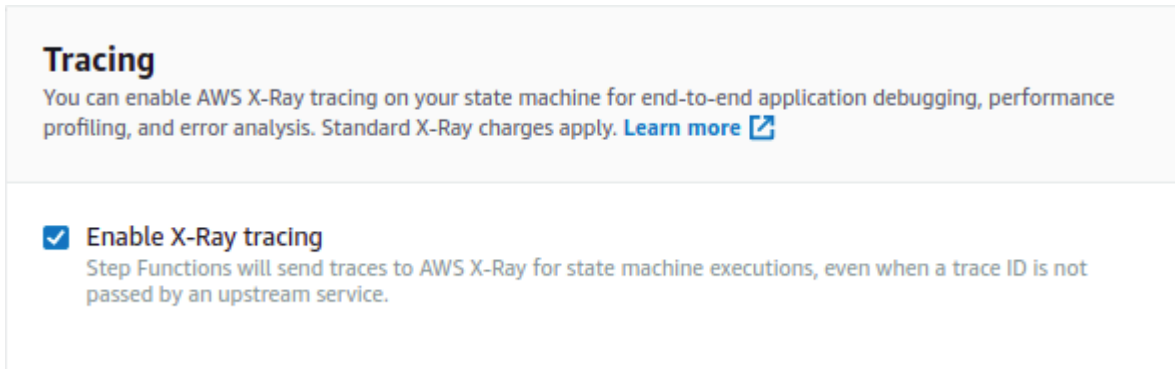 Tracing
You can enable AWS X-Ray tracing on your state machine for end-to-end application debugging, performance
profiling, and error analysis. Standard X-Ray charges apply. Learn more
Enable X-Ray tracing
Step Functions will send traces to AWS X-Ray for state machine executions, even when a trace ID is not
passed by an upstream service.